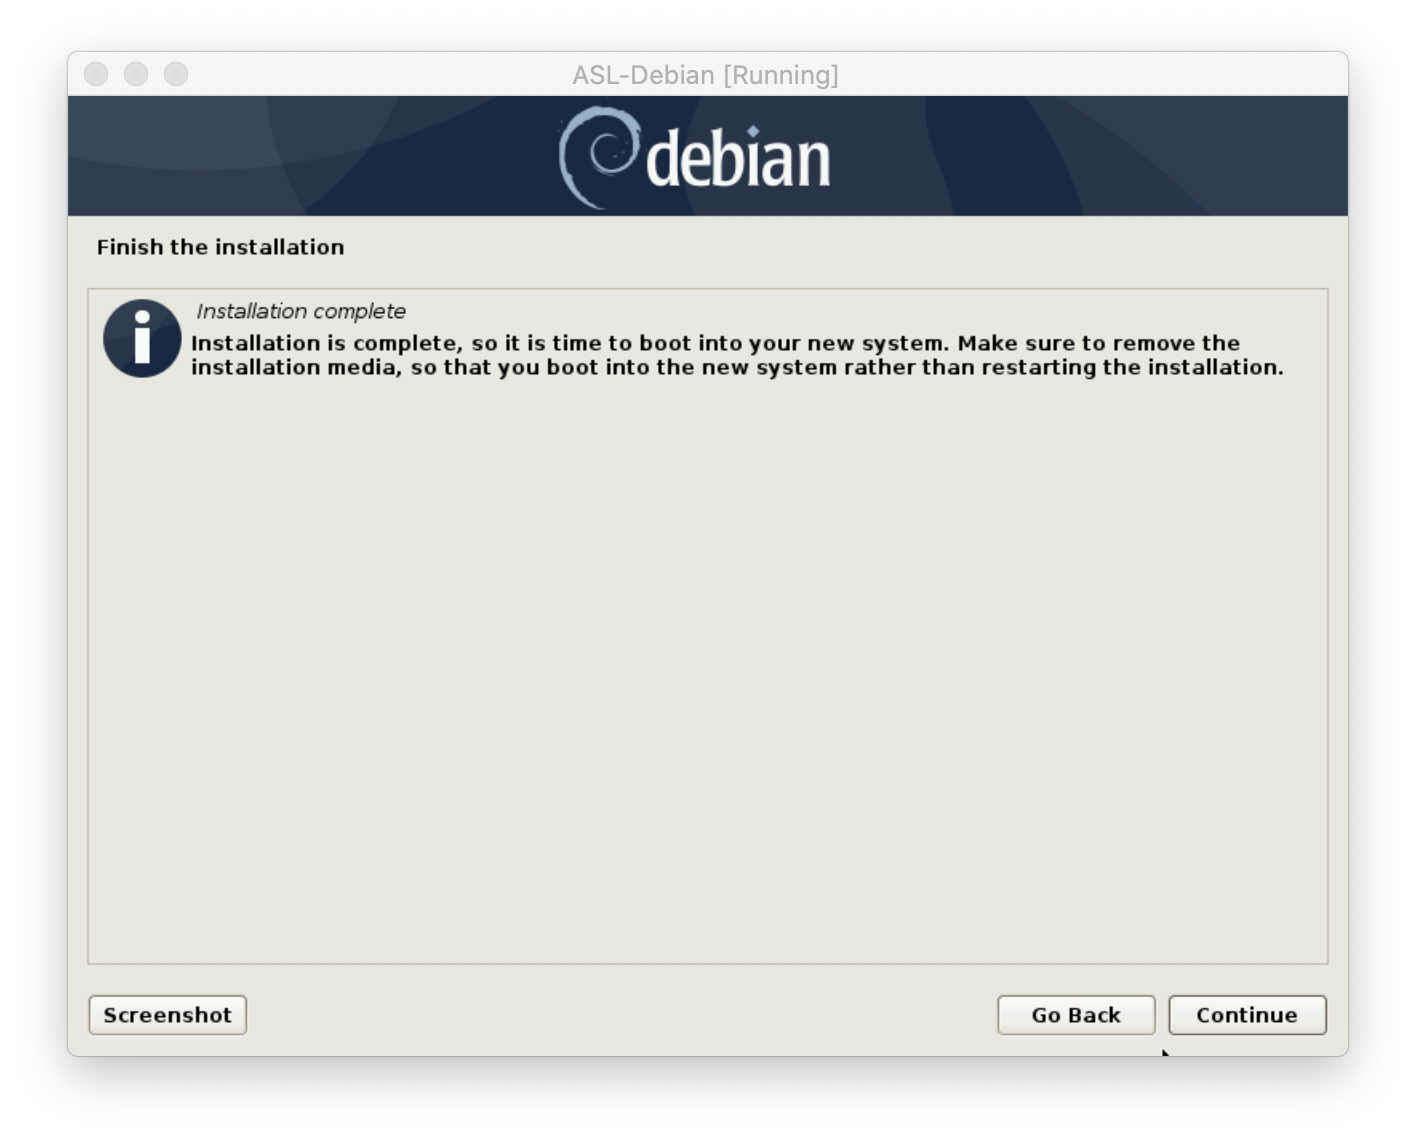 ASL-Debian [Running]
debian
Finish the installation
Installation complete
Installation is complete, so it is time to boot into your new system. Make sure to remove the
installation media, so that you boot into the new system rather than restarting the installation.
Screenshot
Go Back
Continue